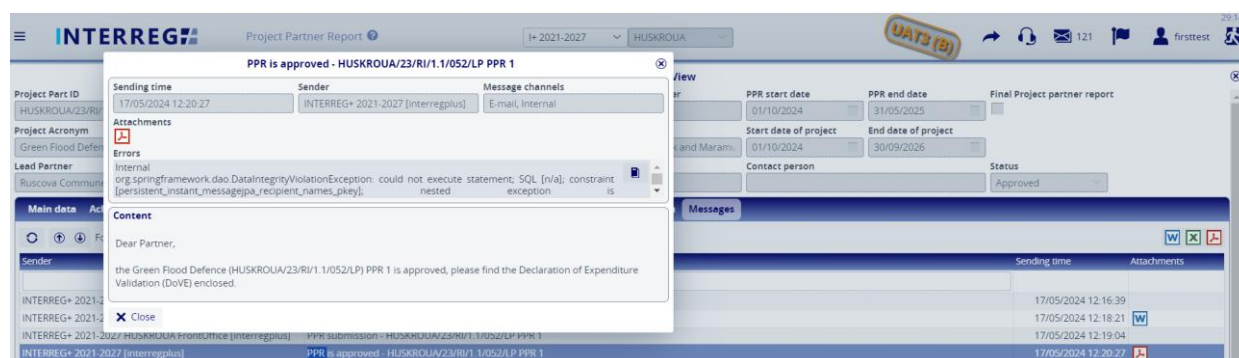 29:1
INTERREG
Project Partner Report
I+ 2021-2027
HUSKROUA
UAT3 (B)
121
firsttest
PPR is approved - HUSKROUA/23/RI/1.1/052/LP PPR 1
View
Sending time
Sender
Message channels
17/05/2024 12:20:27
INTERREG+ 2021-2027 [interregplus]
E-mail, Internal
Attachments
Errors
Internal
org.springframework.dao.DataIntegrityViolationException: could not execute statement; SQL [n/a]; constraint
[persistent_instant_messagejpa_recipient_names_pkey]; nested exception is
Content
Dear Partner,
the Green Flood Defence (HUSKROUA/23/RI/1.1/052/LP) PPR 1 is approved, please find the Declaration of Expenditure
Validation (DoVE) enclosed.
Close
Project Part ID
PPR start date
PPR end date
Final Project partner report
HUSKROUA/23/RI/
01/10/2024
31/05/2025
Project Acronym
Start date of project
End date of project
Green Flood Defen
and Maramu
01/10/2024
30/09/2026
Lead Partner
Contact person
Status
Ruscova Commune
Approved
Main data
Messages
Sender
Sending time
Attachments
INTERREG+ 2021-2
17/05/2024 12:16:39
INTERREG+ 2021-2
17/05/2024 12:18:21
INTERREG+ 2021-2027 HUSKROUA FrontOffice [interregplus] PPR submission - HUSKROUA/23/RI/1.1/052/LP PPR 1 17/05/2024 12:19:04
INTERREG+ 2021-2027 [interregplus] PPR is approved - HUSKROUA/23/RI/1.1/052/LP PPR 1 17/05/2024 12:20:27